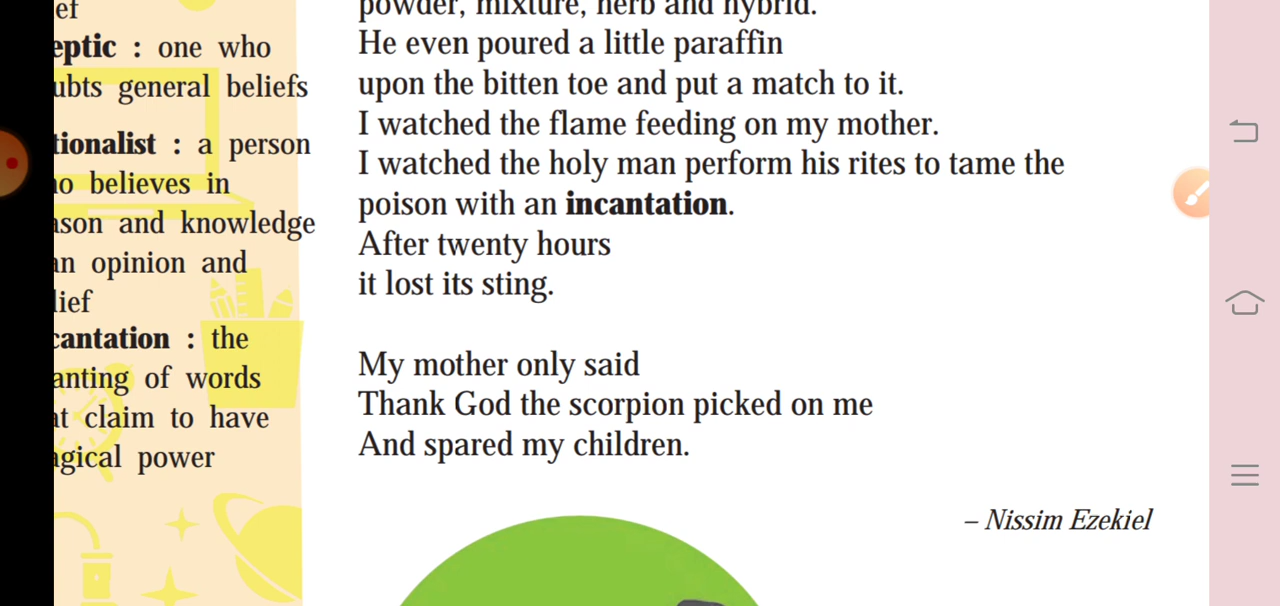 ef
eptic : one who
ubts general beliefs
tionalist : a person
o believes in
ason and knowledge
an opinion and
lief
cantation : the
anting of words
at claim to have
agical power
powder, mixture, herb and hybrid.
He even poured a little paraffin
upon the bitten toe and put a match to it.
I watched the flame feeding on my mother.
I watched the holy man perform his rites to tame the
poison with an incantation.
After twenty hours
it lost its sting.
My mother only said
Thank God the scorpion picked on me
And spared my children.
– Nissim Ezekiel